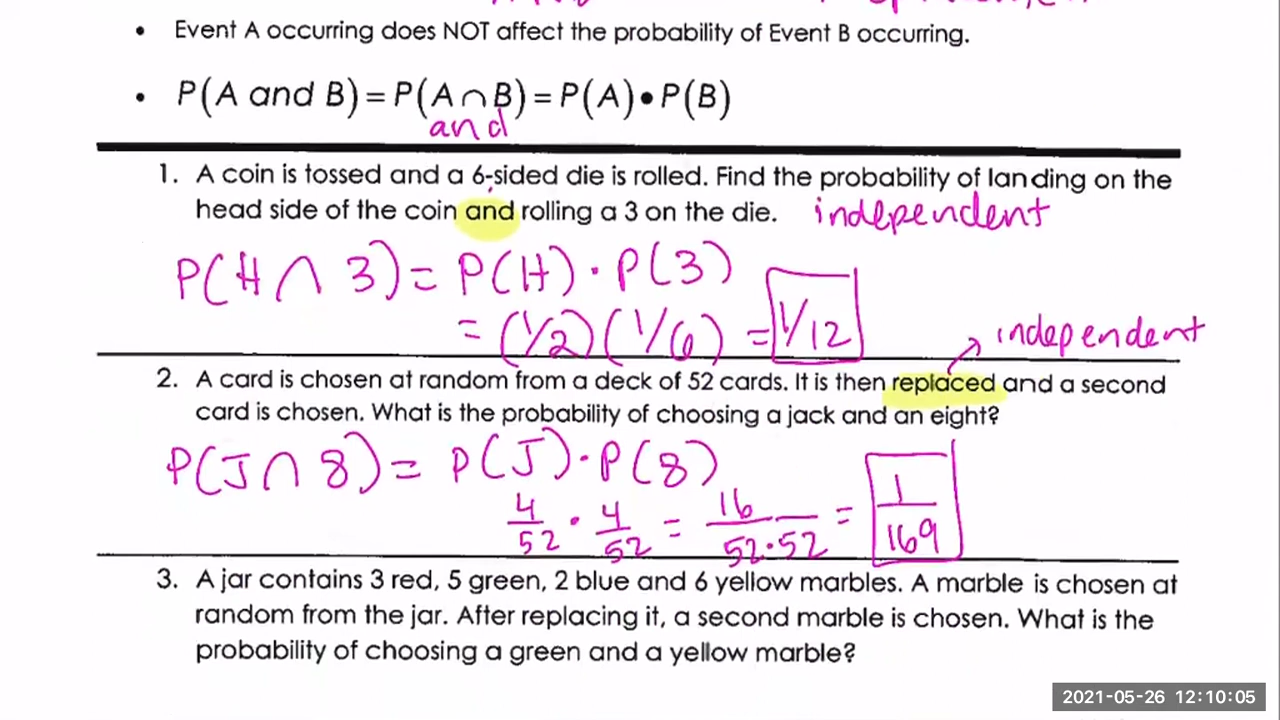 • Event A occurring does NOT affect the probability of Event B occurring.
• P(A and B) = P(A ∩ B) = P(A) • P(B)
and
1. A coin is tossed and a 6-sided die is rolled. Find the probability of landing on the
head side of the coin and rolling a 3 on the die. independent
P(H ∩ 3) = P(H) · P(3)
= (1/2)(1/6) = 1/12
independent
2. A card is chosen at random from a deck of 52 cards. It is then replaced and a second
card is chosen. What is the probability of choosing a jack and an eight?
P(J ∩ 8) = P(J) · P(8)
4/52 · 4/52 = 16/52·52 = 1/169
3. A jar contains 3 red, 5 green, 2 blue and 6 yellow marbles. A marble is chosen at
random from the jar. After replacing it, a second marble is chosen. What is the
probability of choosing a green and a yellow marble?
2021-05-26 12:10:05